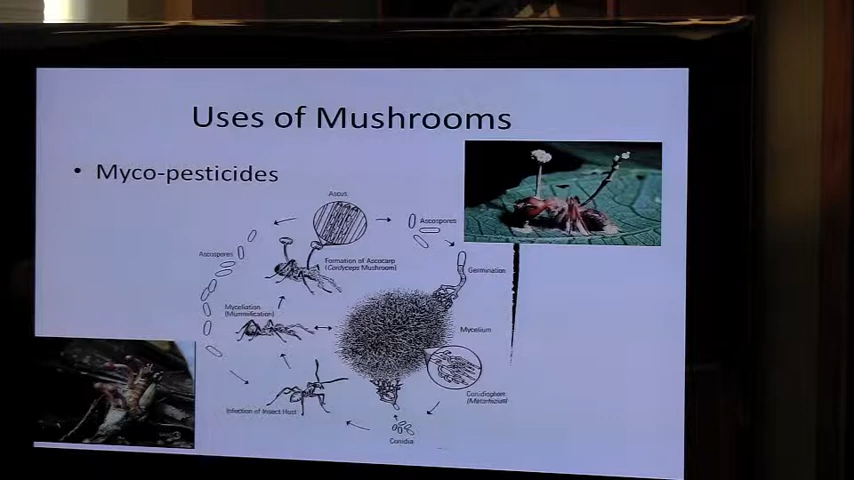 Uses of Mushrooms
• Myco-pesticides
Ascus
Ascospores
Ascospores
Formation of Ascocarp
(Cordyceps Mushroom)
Germination
Myceliation
(Mummification)
Mycelium
Conidiophore
(Metarhizium)
Infection of Insect Host
Conidia